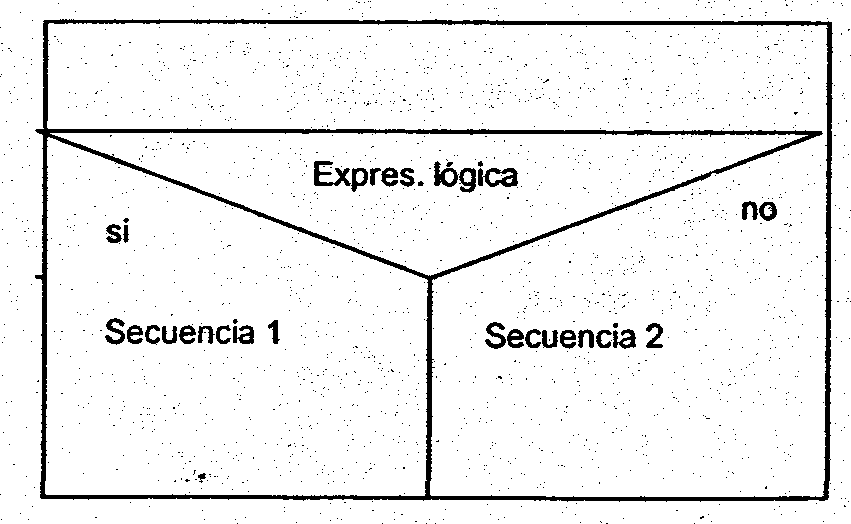 Expres. lógica
si
no
Secuencia 1
Secuencia 2